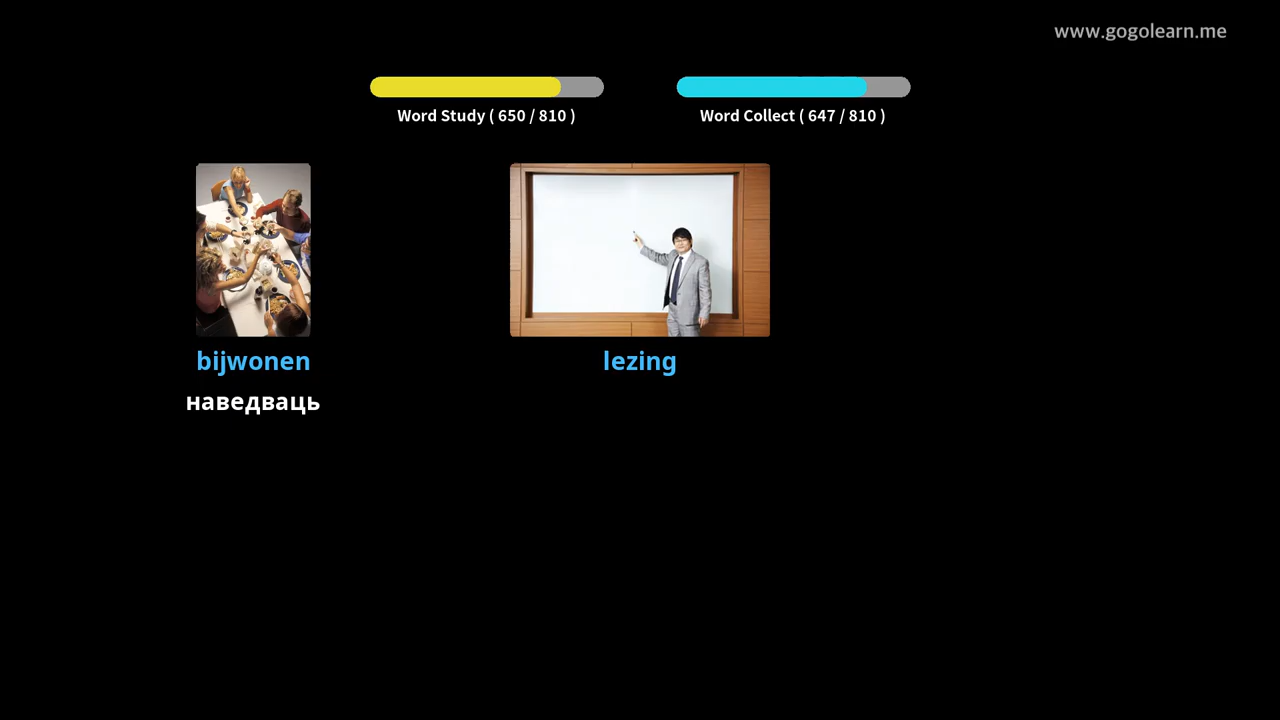 www.gogolearn.me
Word Study ( 650 / 810 )
Word Collect ( 647 / 810 )
bijwonen
наведваць
lezing